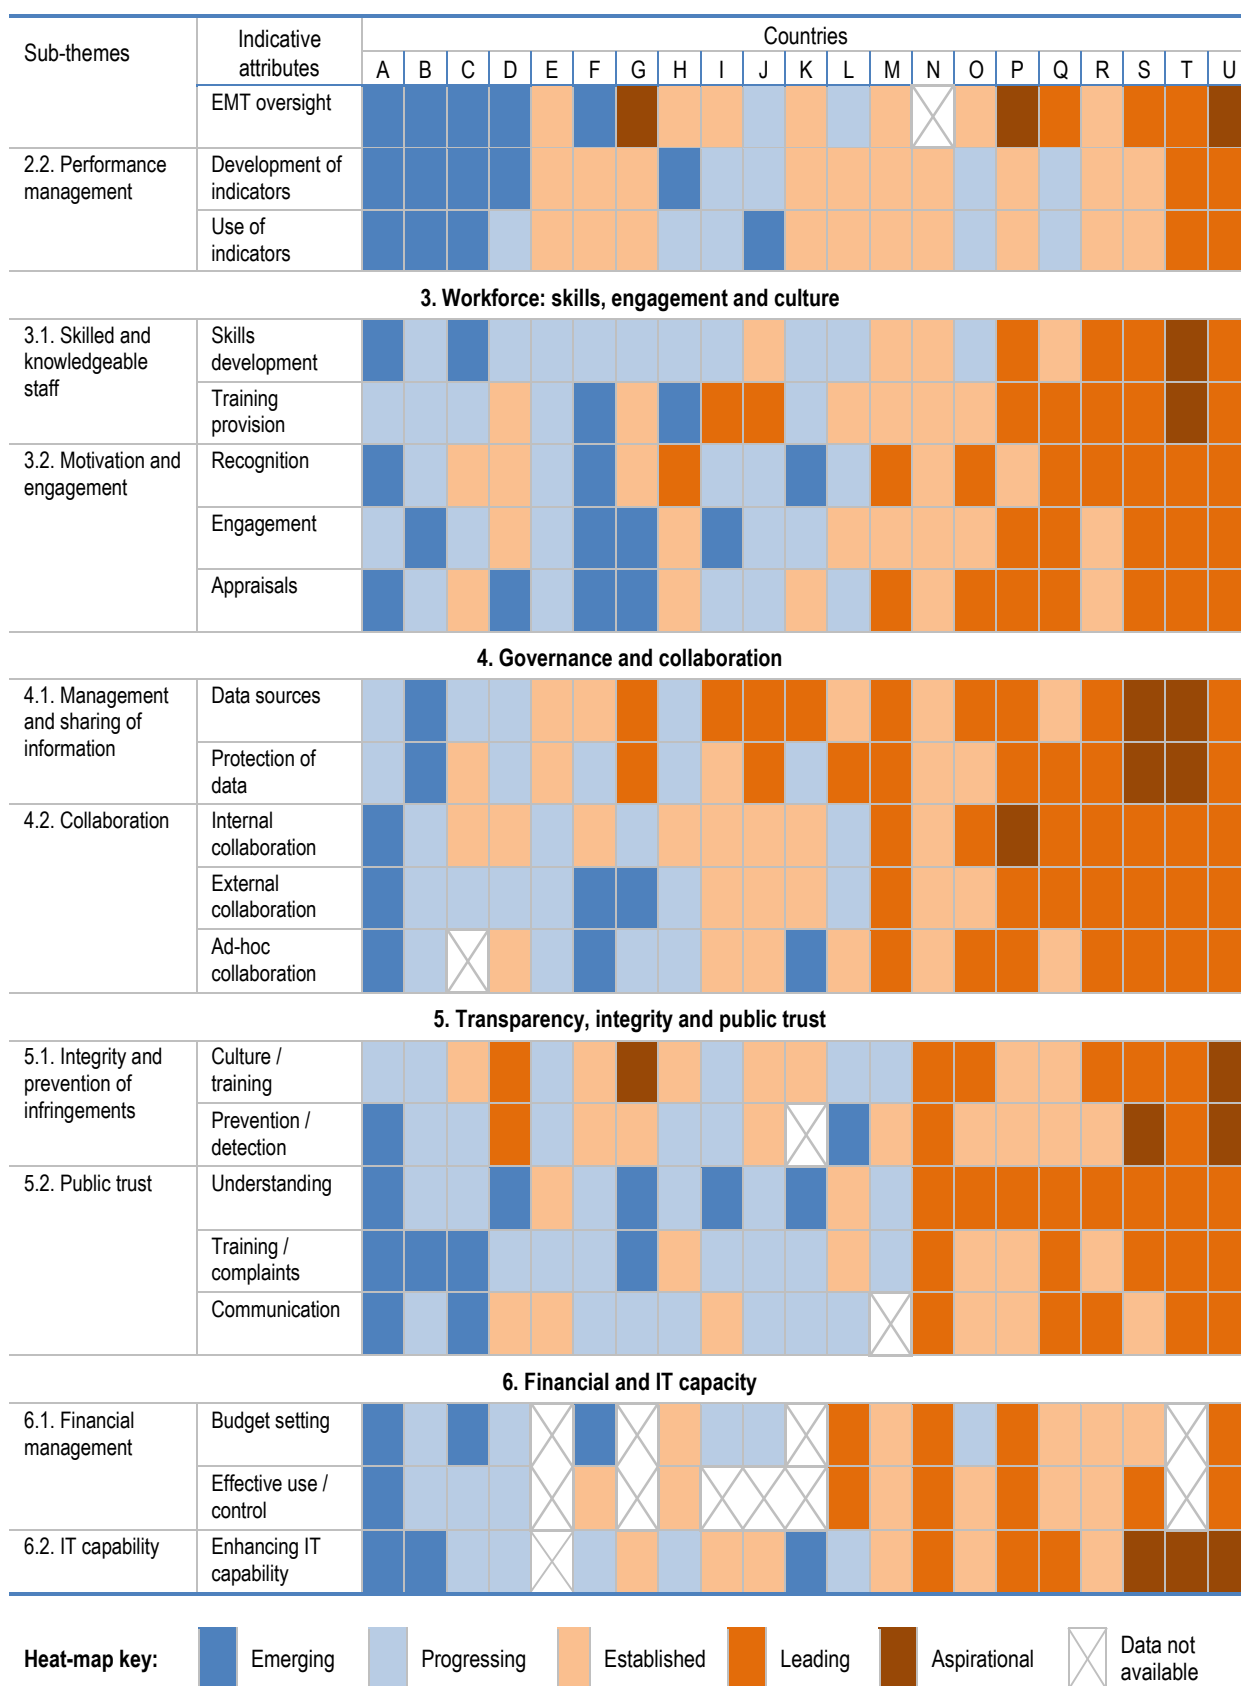 Sub-themes
Indicative
attributes
Countries
A B C D E F G H I J K L M N O P Q R S T U
EMT oversight
2.2. Performance
management
Development of
indicators
Use of
indicators
3. Workforce: skills, engagement and culture
3.1. Skilled and
knowledgeable
staff
Skills
development
Training
provision
3.2. Motivation and
engagement
Recognition
Engagement
Appraisals
4. Governance and collaboration
4.1. Management
and sharing of
information
Data sources
Protection of
data
4.2. Collaboration
Internal
collaboration
External
collaboration
Ad-hoc
collaboration
5. Transparency, integrity and public trust
5.1. Integrity and
prevention of
infringements
Culture /
training
Prevention /
detection
5.2. Public trust
Understanding
Training /
complaints
Communication
6. Financial and IT capacity
6.1. Financial
management
Budget setting
Effective use /
control
6.2. IT capability
Enhancing IT
capability
Heat-map key:
Emerging
Progressing
Established
Leading
Aspirational
Data not
available